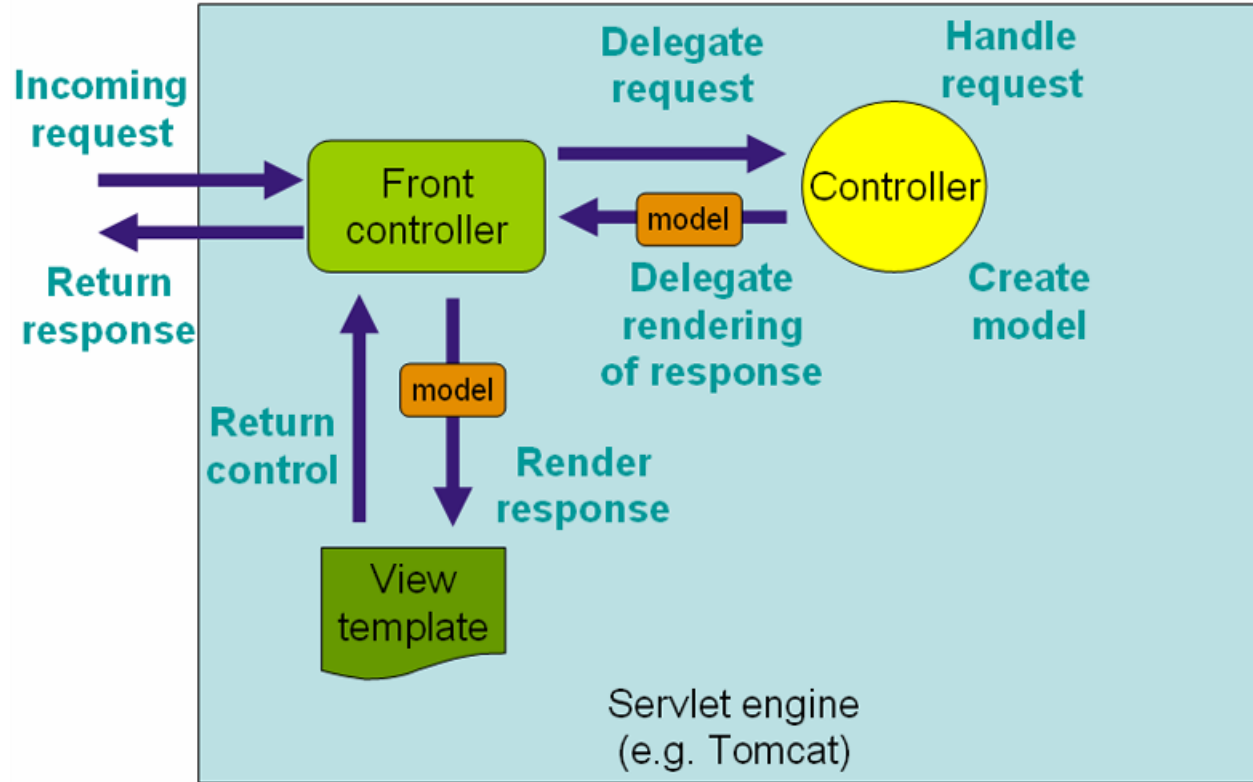 Incoming
request
Delegate
request
Handle
request
Front
controller
Controller
model
Return
response
Delegate
rendering
of response
Create
model
model
Return
control
Render
response
View
template
Servlet engine
(e.g. Tomcat)